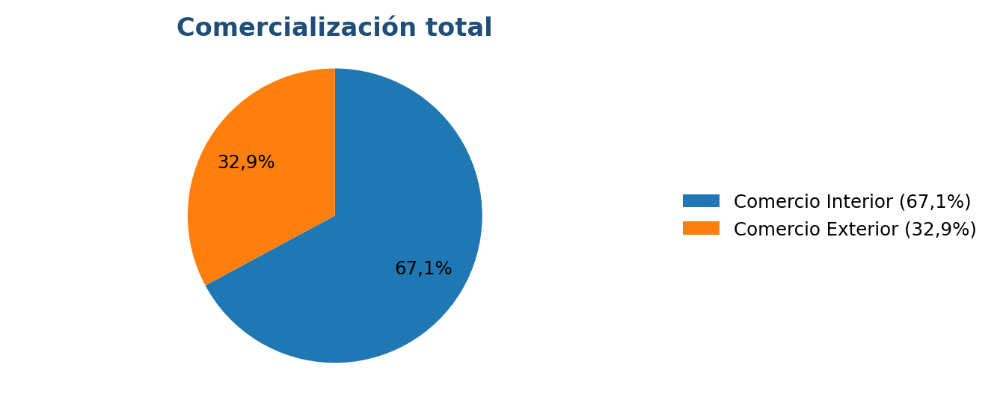 Comercialización total
32,9%
67,1%
Comercio Interior (67,1%)
Comercio Exterior (32,9%)